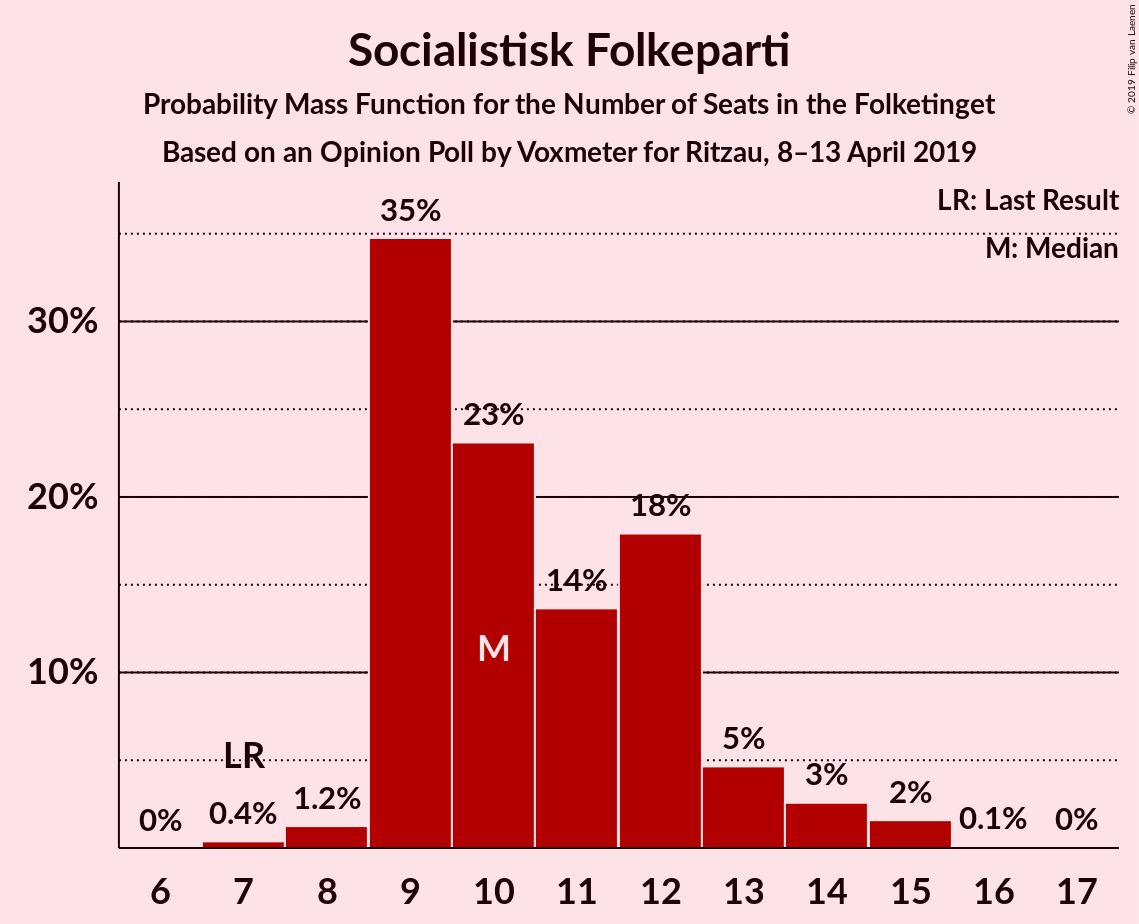 Socialistisk Folkeparti
Probability Mass Function for the Number of Seats in the Folketinget
Based on an Opinion Poll by Voxmeter for Ritzau, 8–13 April 2019
© 2019 Filip van Laenen
LR: Last Result
M: Median
35%
30%
23%
20%
18%
14%
M
10%
LR
5%
3%
2%
1.2%
0.4%
0%
0.1%
0%
6 7 8 9 10 11 12 13 14 15 16 17